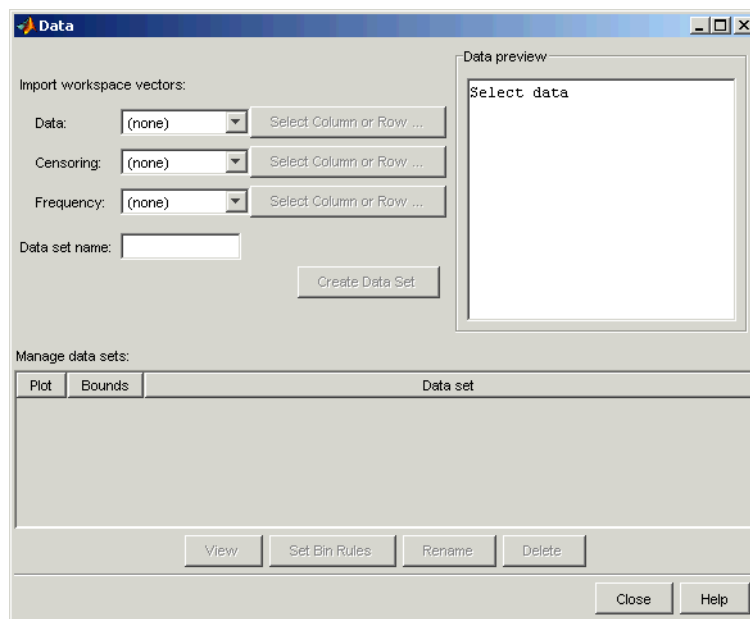 Data
Import workspace vectors:
Data: (none) Select Column or Row ...
Censoring: (none) Select Column or Row ...
Frequency: (none) Select Column or Row ...
Data set name:
Create Data Set
Data preview
Select data
Manage data sets:
Plot Bounds Data set
View Set Bin Rules Rename Delete
Close Help